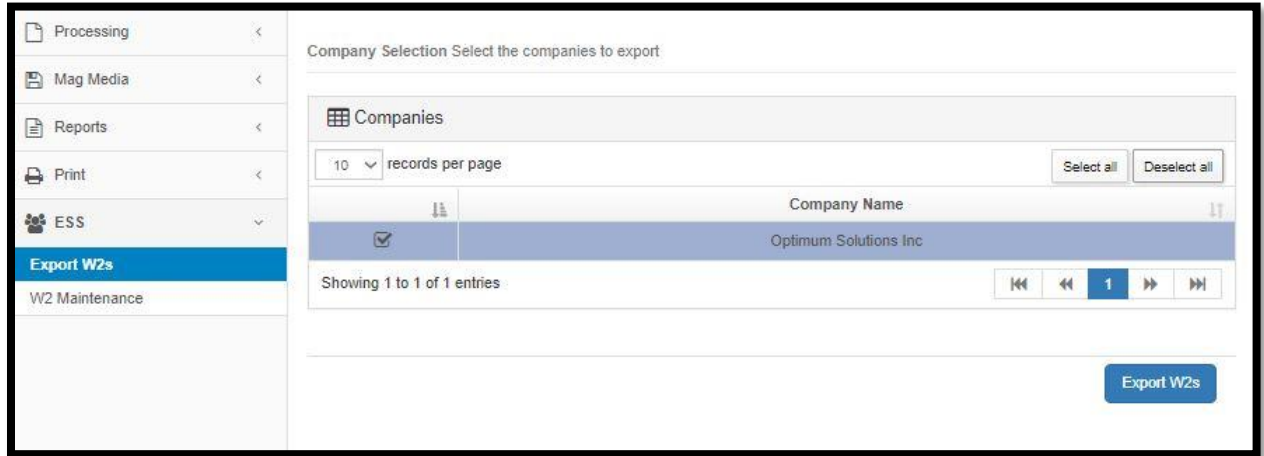 Processing
Mag Media
Reports
Print
ESS
Export W2s
W2 Maintenance
Company Selection Select the companies to export
Companies
10 records per page
Select all Deselect all
Company Name
Optimum Solutions Inc
Showing 1 to 1 of 1 entries
1
Export W2s